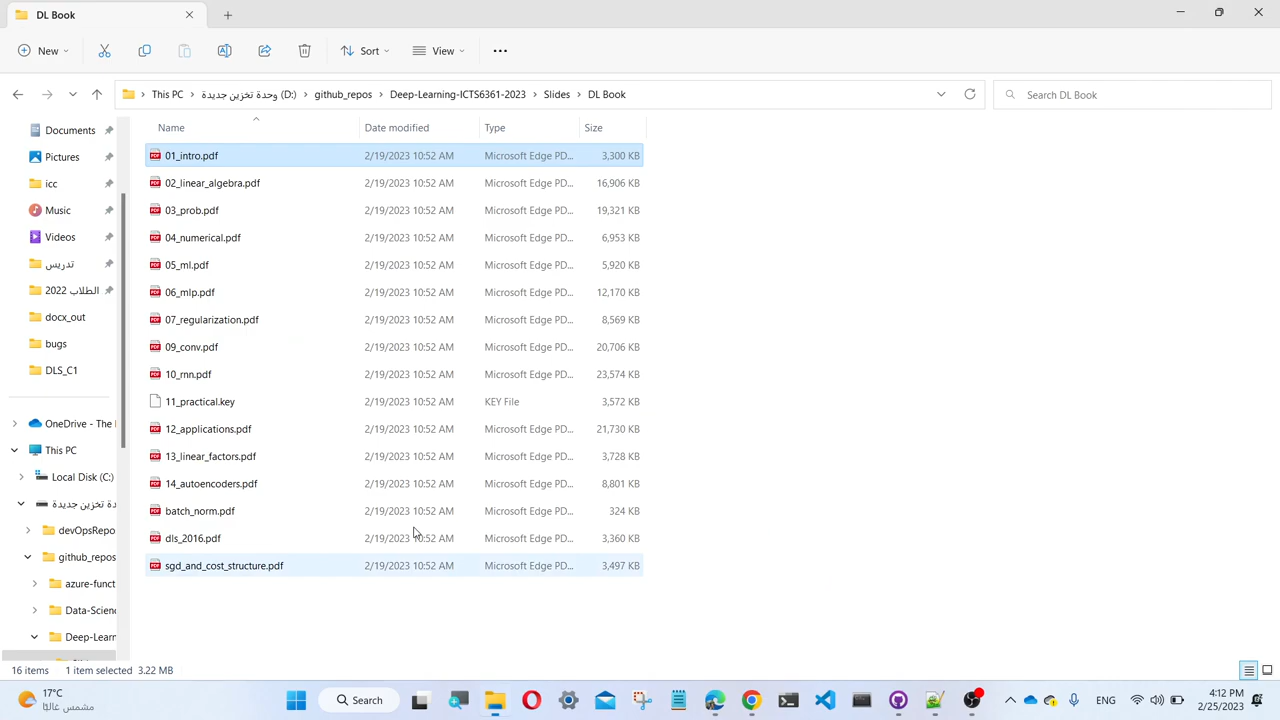 DL Book
New
Sort
View
This PC
وحدة تخزين جديدة (D:)
github_repos
Deep-Learning-ICTS6361-2023
Slides
DL Book
Search DL Book
Name
Date modified
Type
Size
Documents
Pictures
icc
Music
Videos
تدريس
الطلاب 2022
docx_out
bugs
DLS_C1
OneDrive - The
This PC
Local Disk (C:)
دة تخزين جديدة
devOpsRepo
github_repos
azure-funct
Data-Scienc
Deep-Learn
01_intro.pdf 2/19/2023 10:52 AM Microsoft Edge PD... 3,300 KB
02_linear_algebra.pdf 2/19/2023 10:52 AM Microsoft Edge PD... 16,906 KB
03_prob.pdf 2/19/2023 10:52 AM Microsoft Edge PD... 19,321 KB
04_numerical.pdf 2/19/2023 10:52 AM Microsoft Edge PD... 6,953 KB
05_ml.pdf 2/19/2023 10:52 AM Microsoft Edge PD... 5,920 KB
06_mlp.pdf 2/19/2023 10:52 AM Microsoft Edge PD... 12,170 KB
07_regularization.pdf 2/19/2023 10:52 AM Microsoft Edge PD... 8,569 KB
09_conv.pdf 2/19/2023 10:52 AM Microsoft Edge PD... 20,706 KB
10_rnn.pdf 2/19/2023 10:52 AM Microsoft Edge PD... 23,574 KB
11_practical.key 2/19/2023 10:52 AM KEY File 3,572 KB
12_applications.pdf 2/19/2023 10:52 AM Microsoft Edge PD... 21,730 KB
13_linear_factors.pdf 2/19/2023 10:52 AM Microsoft Edge PD... 3,728 KB
14_autoencoders.pdf 2/19/2023 10:52 AM Microsoft Edge PD... 8,801 KB
batch_norm.pdf 2/19/2023 10:52 AM Microsoft Edge PD... 324 KB
dls_2016.pdf 2/19/2023 10:52 AM Microsoft Edge PD... 3,360 KB
sgd_and_cost_structure.pdf 2/19/2023 10:52 AM Microsoft Edge PD... 3,497 KB
16 items 1 item selected 3.22 MB
17°C
مشمس غالبًا
Search
ENG
4:12 PM
2/25/2023